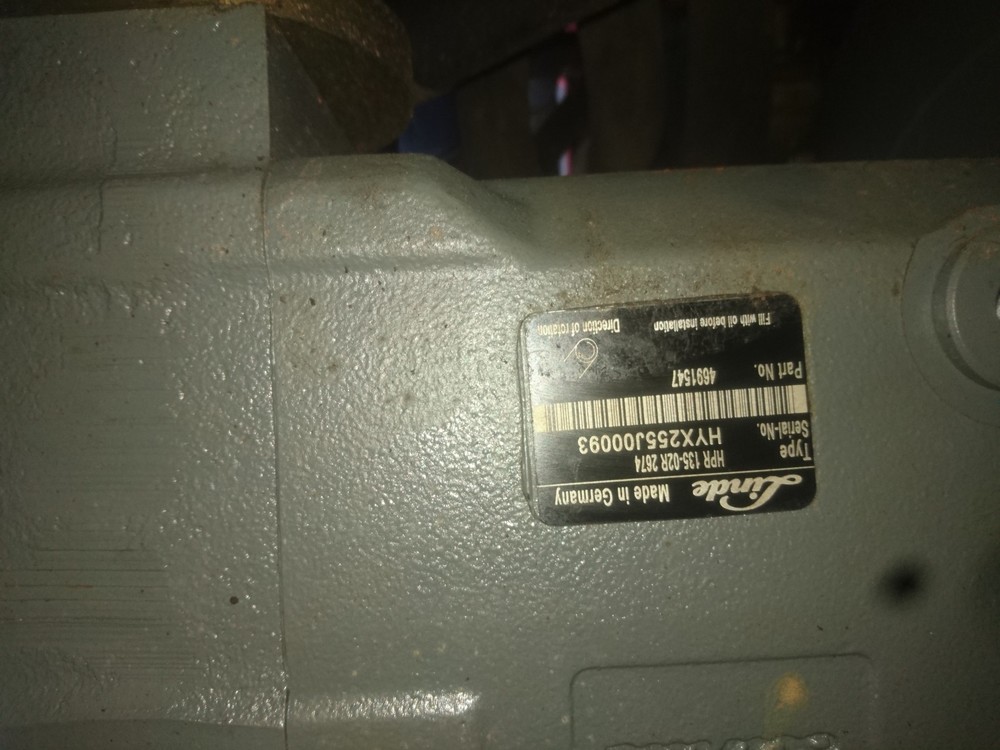 Linde Made in Germany
Type HPR 135-02R 2674
Serial-No. HYX255J00093
Part No. 4691547
Fill with oil before installation Direction of rotation